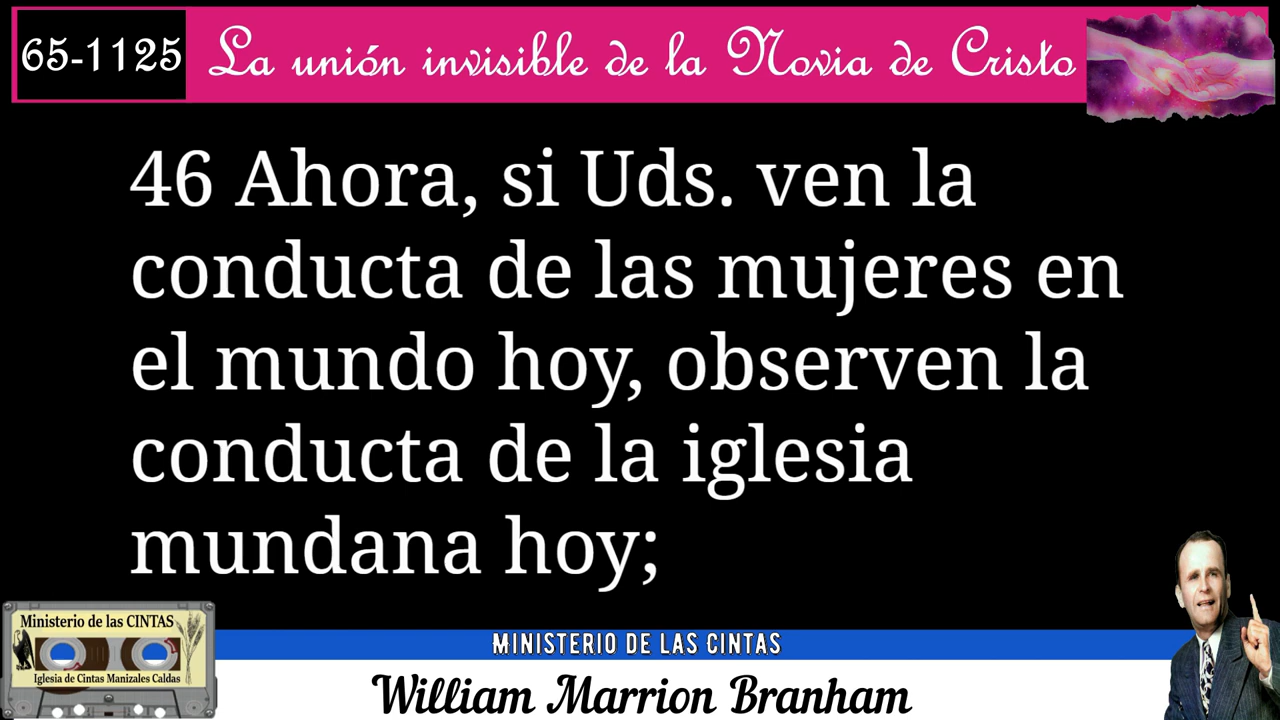 65-1125 La unión invisible de la Novia de Cristo
46 Ahora, si Uds. ven la
conducta de las mujeres en
el mundo hoy, observen la
conducta de la iglesia
mundana hoy;
Ministerio de las CINTAS
Iglesia de Cintas Manizales Caldas
MINISTERIO DE LAS CINTAS
William Marrion Branham